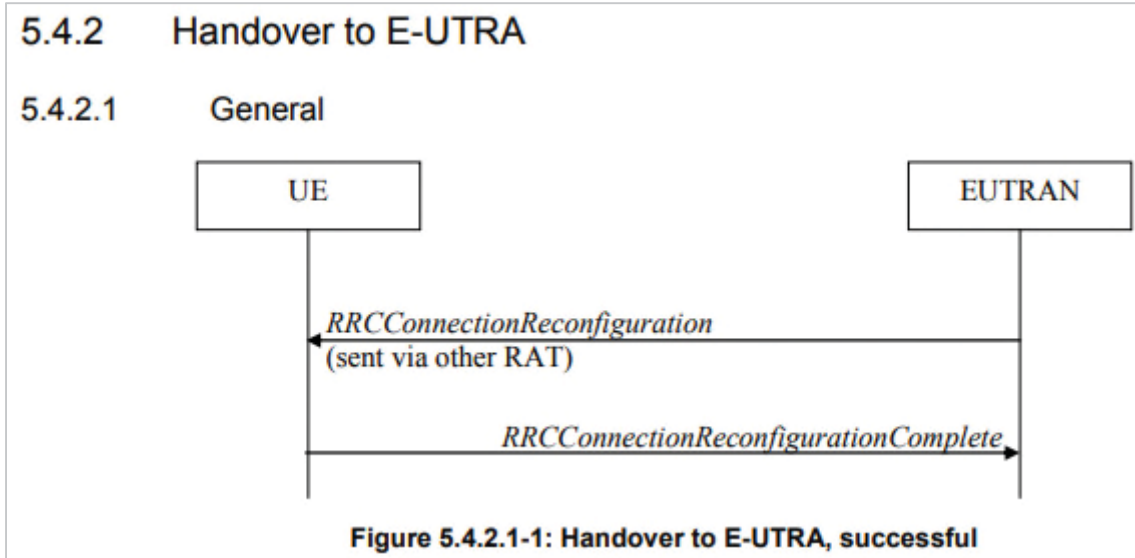 5.4.2 Handover to E-UTRA
5.4.2.1 General
UE
EUTRAN
RRCConnectionReconfiguration
(sent via other RAT)
RRCConnectionReconfigurationComplete
Figure 5.4.2.1-1: Handover to E-UTRA, successful